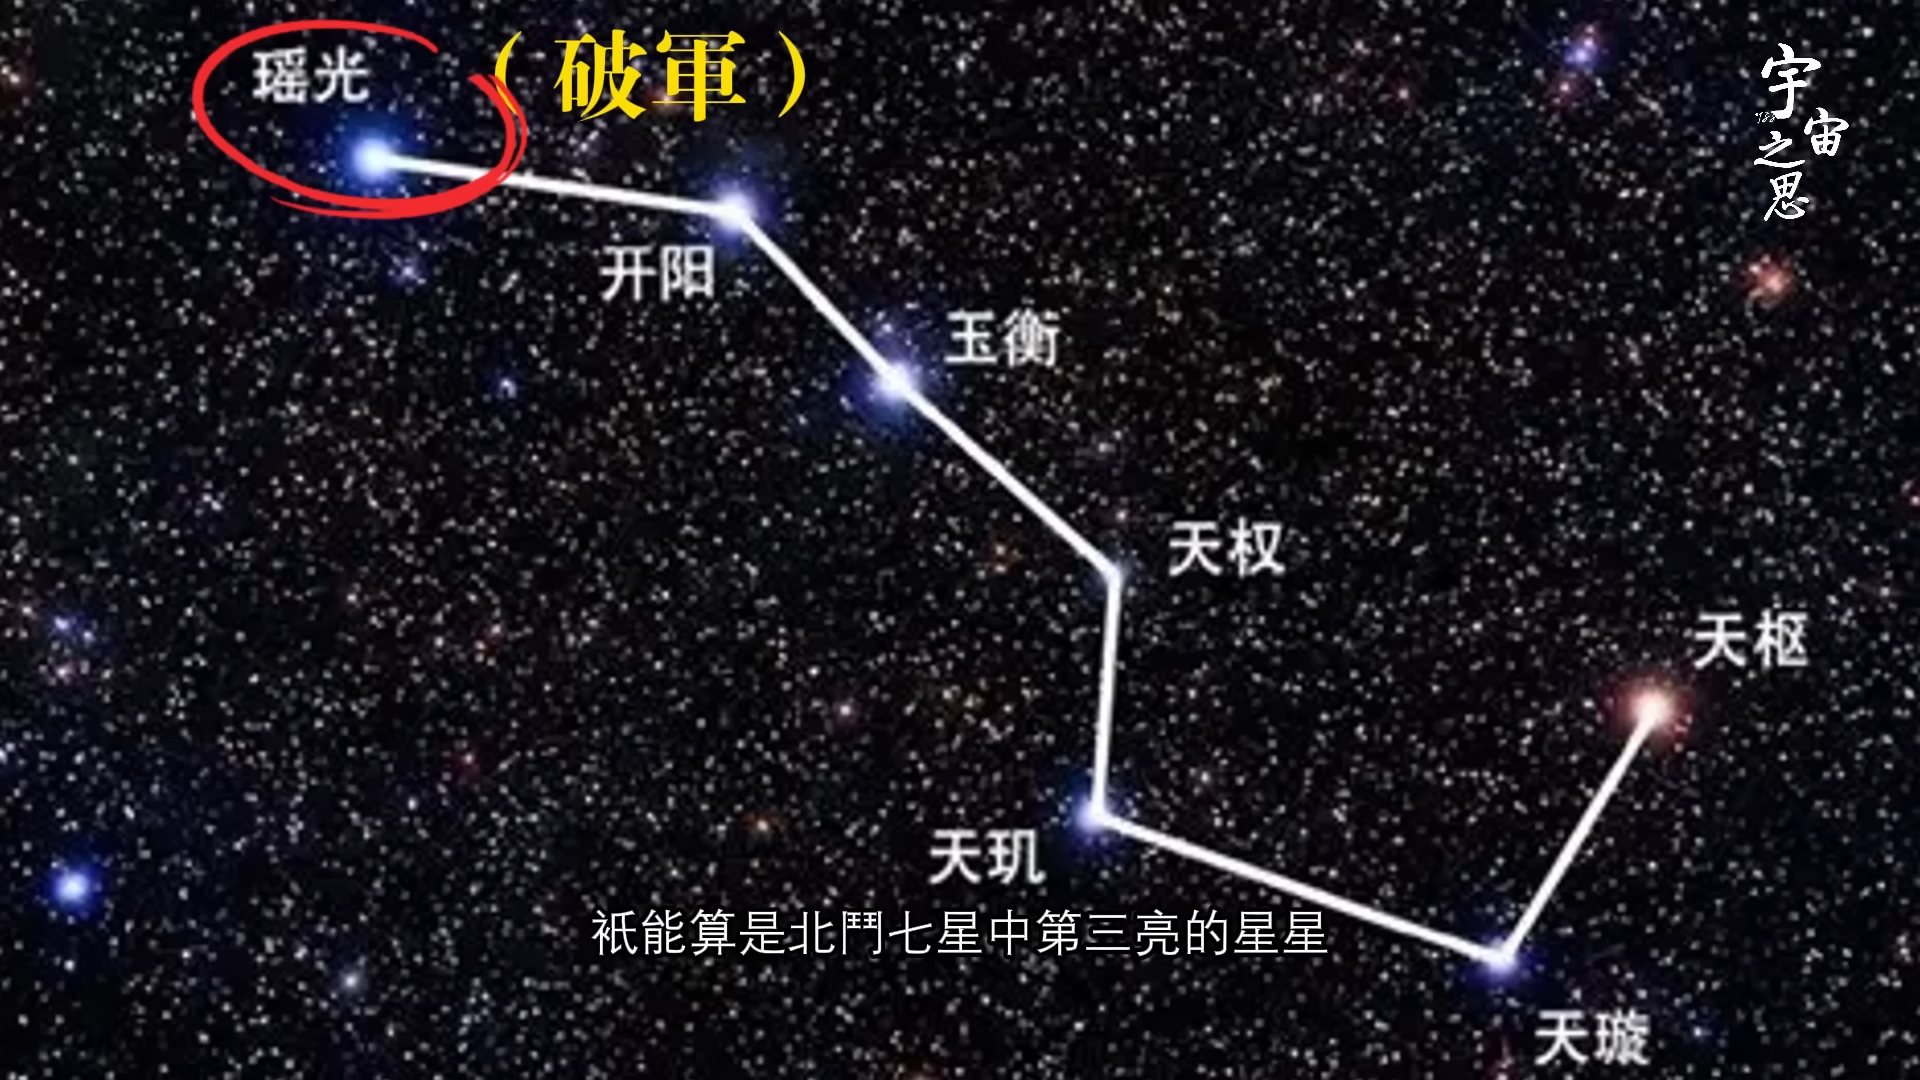 瑶光
（破軍）
宇宙之思
开阳
玉衡
天权
天枢
天玑
衹能算是北鬥七星中第三亮的星星
天璇